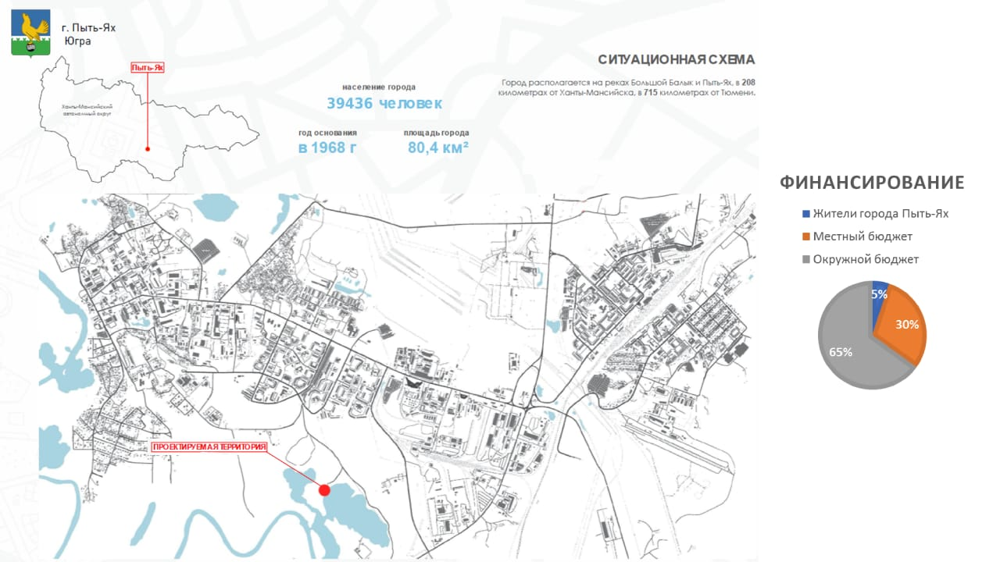 г. Пыть-Ях
Югра
Пыть-Ях
Ханты-Мансийский
автономный округ
население города
39436 человек
год основания
в 1968 г
площадь города
80,4 км²
СИТУАЦИОННАЯ СХЕМА
Город располагается на реках Большой Балык и Пыть-Ях, в 208
километрах от Ханты-Мансийска, в 715 километрах от Тюмени.
ПРОЕКТИРУЕМАЯ ТЕРРИТОРИЯ
ФИНАНСИРОВАНИЕ
Жители города Пыть-Ях
Местный бюджет
Окружной бюджет
5%
30%
65%